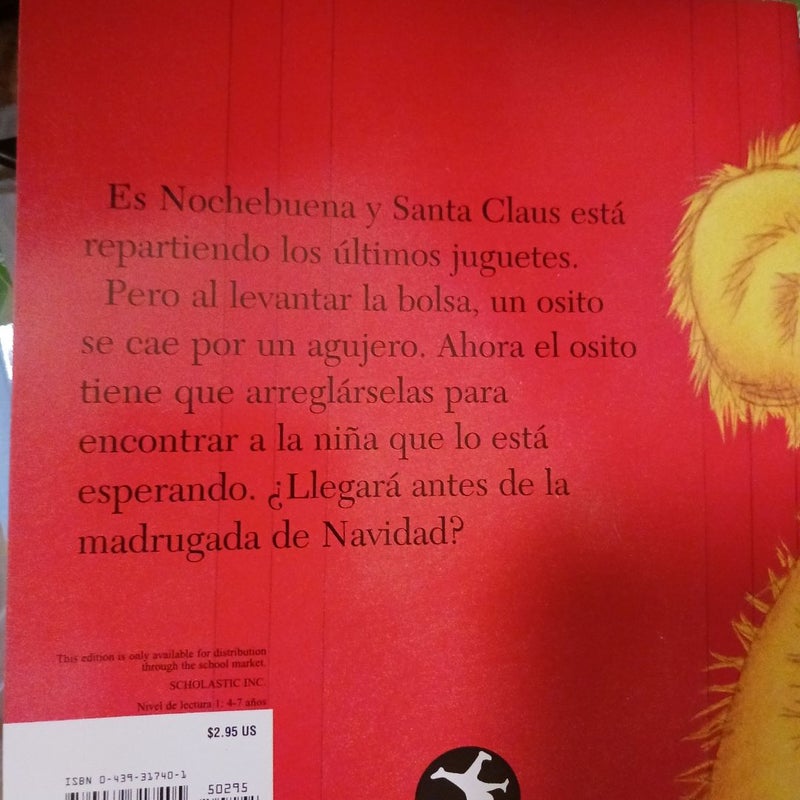 Es Nochebuena y Santa Claus está
repartiendo los últimos juguetes.
Pero al levantar la bolsa, un osito
se cae por un agujero. Ahora el osito
tiene que arreglárselas para
encontrar a la niña que lo está
esperando. ¿Llegará antes de la
madrugada de Navidad?
This edition is only available for distribution
through the school market.
SCHOLASTIC INC.
Nivel de lectura 1, 4-7 años
$2.95 US
ISBN 0-439-31740-1
50295